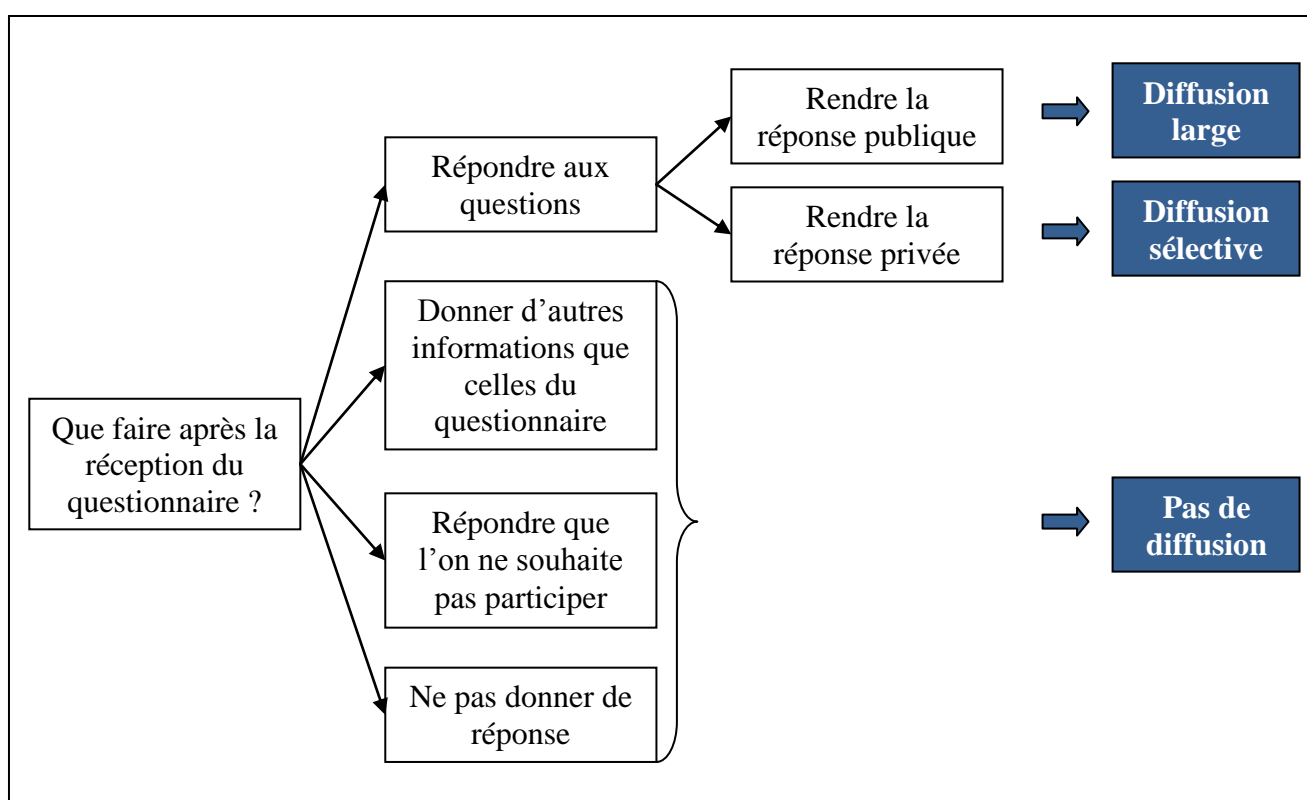 Que faire après la
réception du
questionnaire ?
Répondre aux
questions
Rendre la
réponse publique
Diffusion
large
Rendre la
réponse privée
Diffusion
sélective
Donner d’autres
informations que
celles du
questionnaire
Répondre que
l’on ne souhaite
pas participer
Ne pas donner de
réponse
Pas de
diffusion